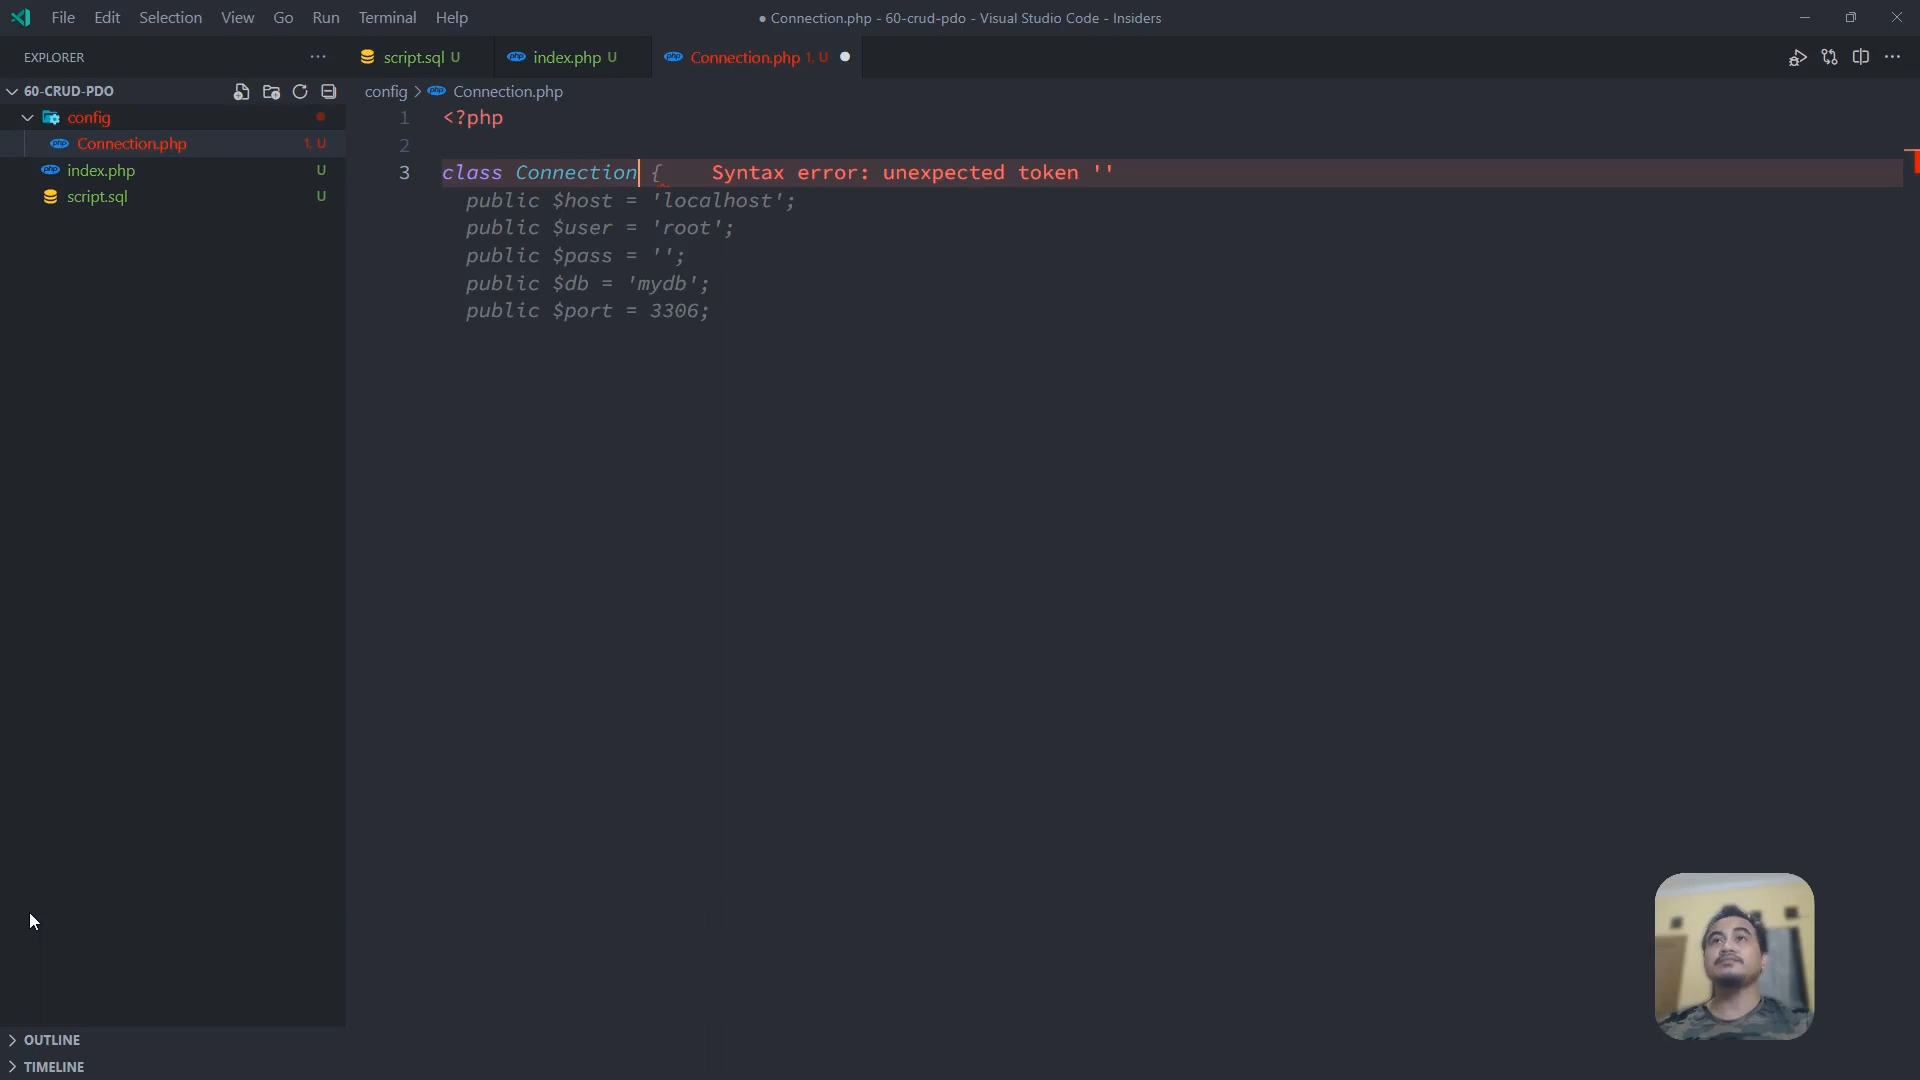 File Edit Selection View Go Run Terminal Help
● Connection.php - 60-crud-pdo - Visual Studio Code - Insiders
EXPLORER
script.sql U
index.php U
Connection.php 1, U
60-CRUD-PDO
config
Connection.php 1, U
index.php U
script.sql U
config > Connection.php
1 <?php
2
3 class Connection { Syntax error: unexpected token ''
public $host = 'localhost';
public $user = 'root';
public $pass = '';
public $db = 'mydb';
public $port = 3306;
OUTLINE
TIMELINE